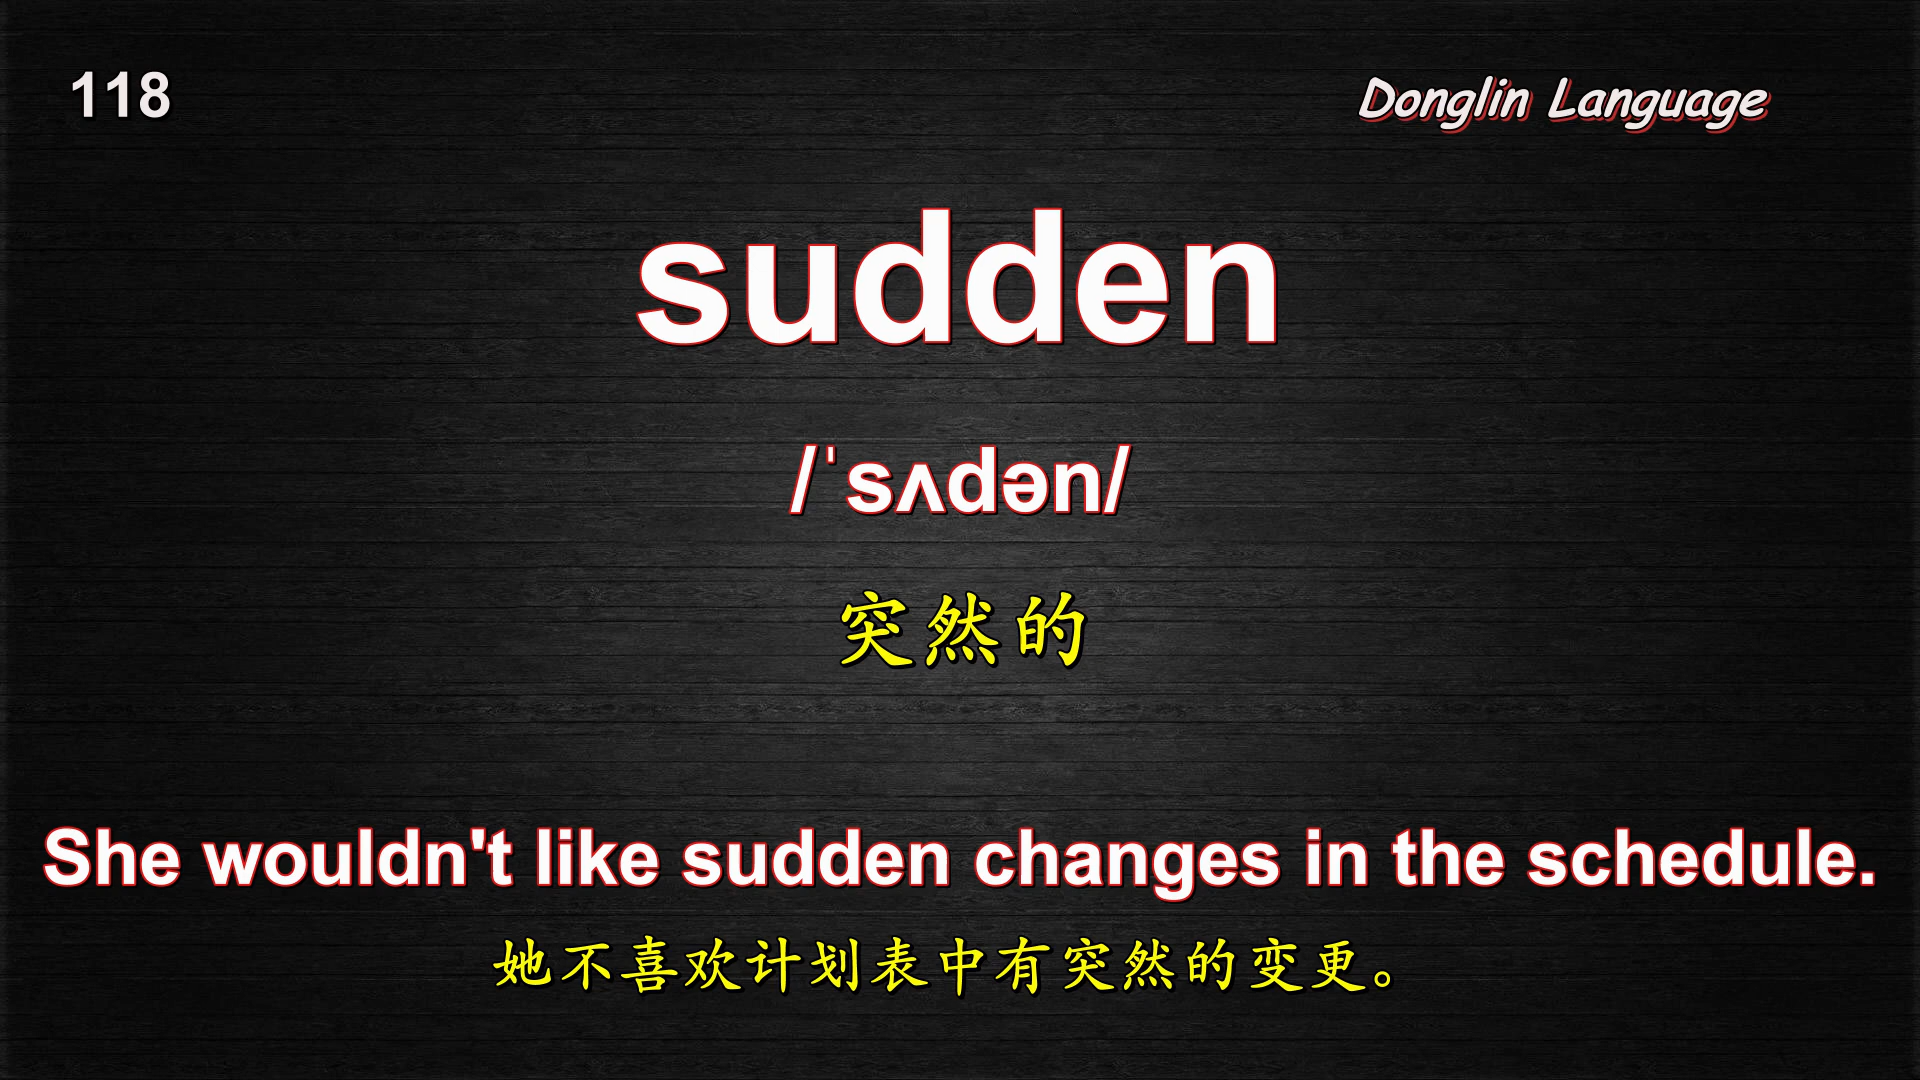 118
Donglin Language
sudden
/ˈsʌdən/
突然的
She wouldn't like sudden changes in the schedule.
她不喜欢计划表中有突然的变更。